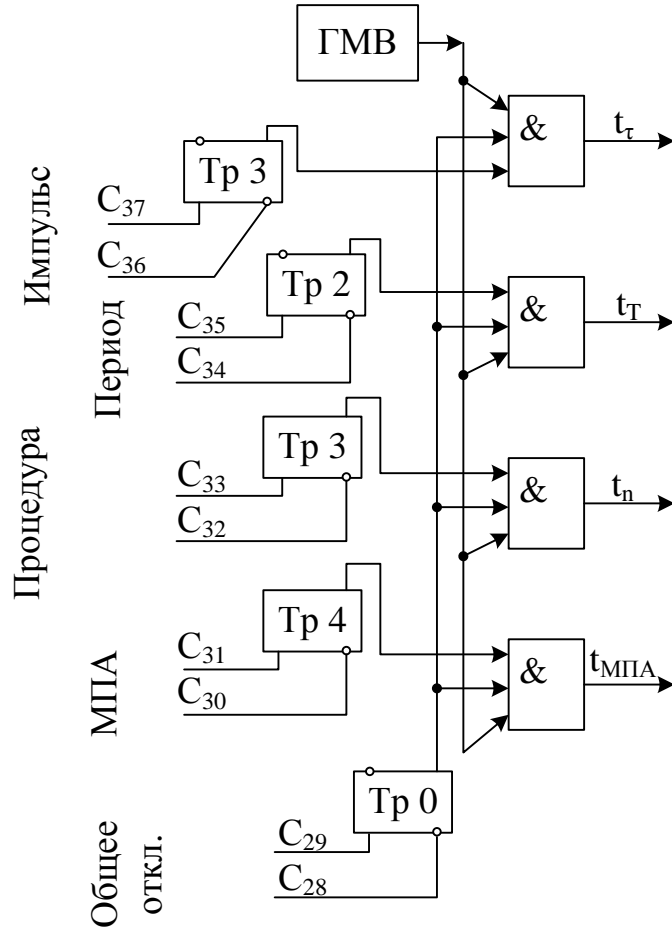 ГМВ
&
tτ
Импульс
Тр 3
C37
C36
Период
Тр 2
C35
C34
&
tT
Процедура
Тр 3
C33
C32
&
tn
МПА
Тр 4
C31
C30
&
tМПА
Общее
откл.
Тр 0
C29
C28